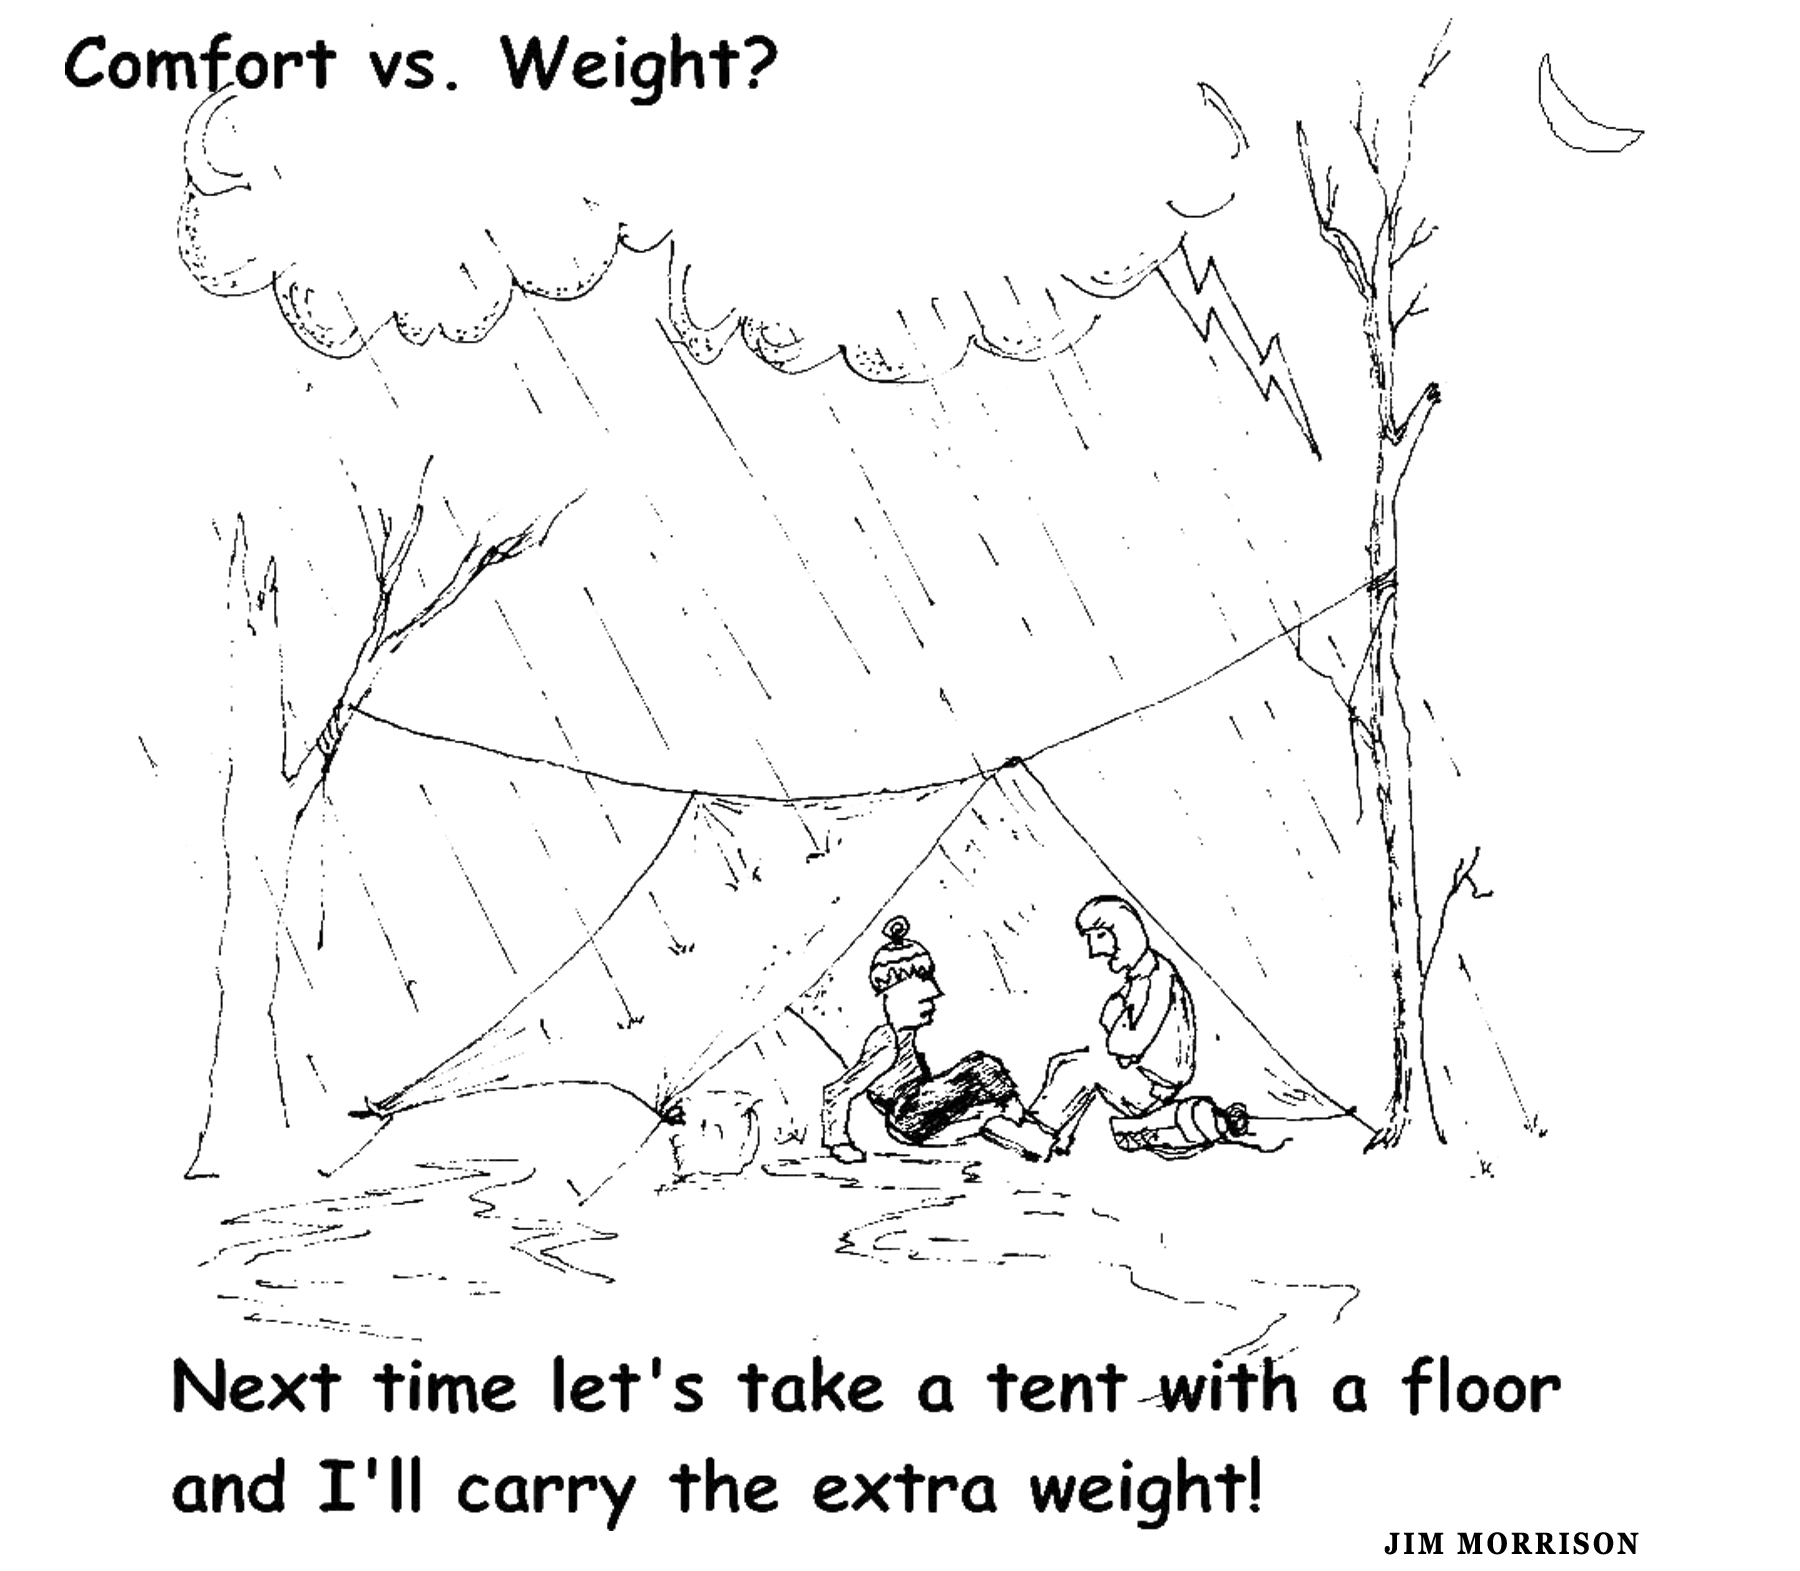 Comfort vs. Weight?
Next time let's take a tent with a floor
and I'll carry the extra weight!
JIM MORRISON